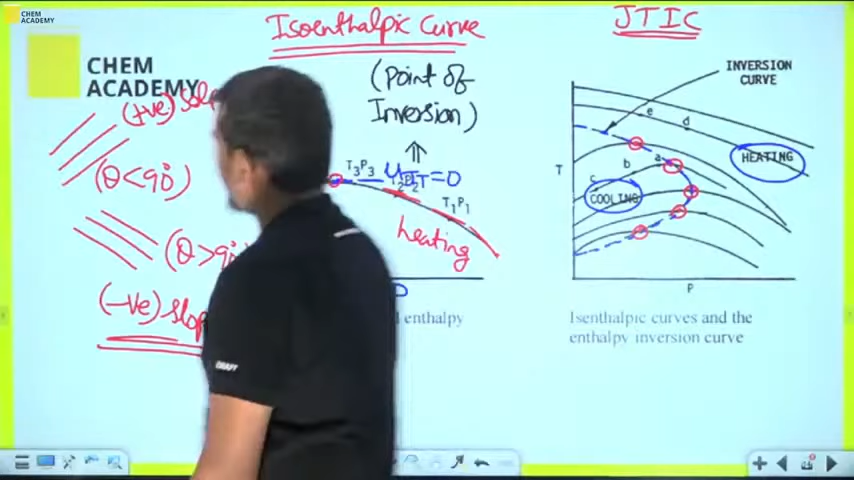 CHEM
ACADEMY
CHEM
ACADEMY
Isoenthalpic Curve
(Point of
Inversion)
T₃P₃
μJT=0
T₁P₁
heating
(+ve)
(θ<90°)
(θ>90°
(-ve) slop
enthalpy
JTIC
INVERSION
CURVE
e
d
HEATING
T
a
b
c
COOLING
P
Isenthalpic curves and the
enthalpy inversion curve